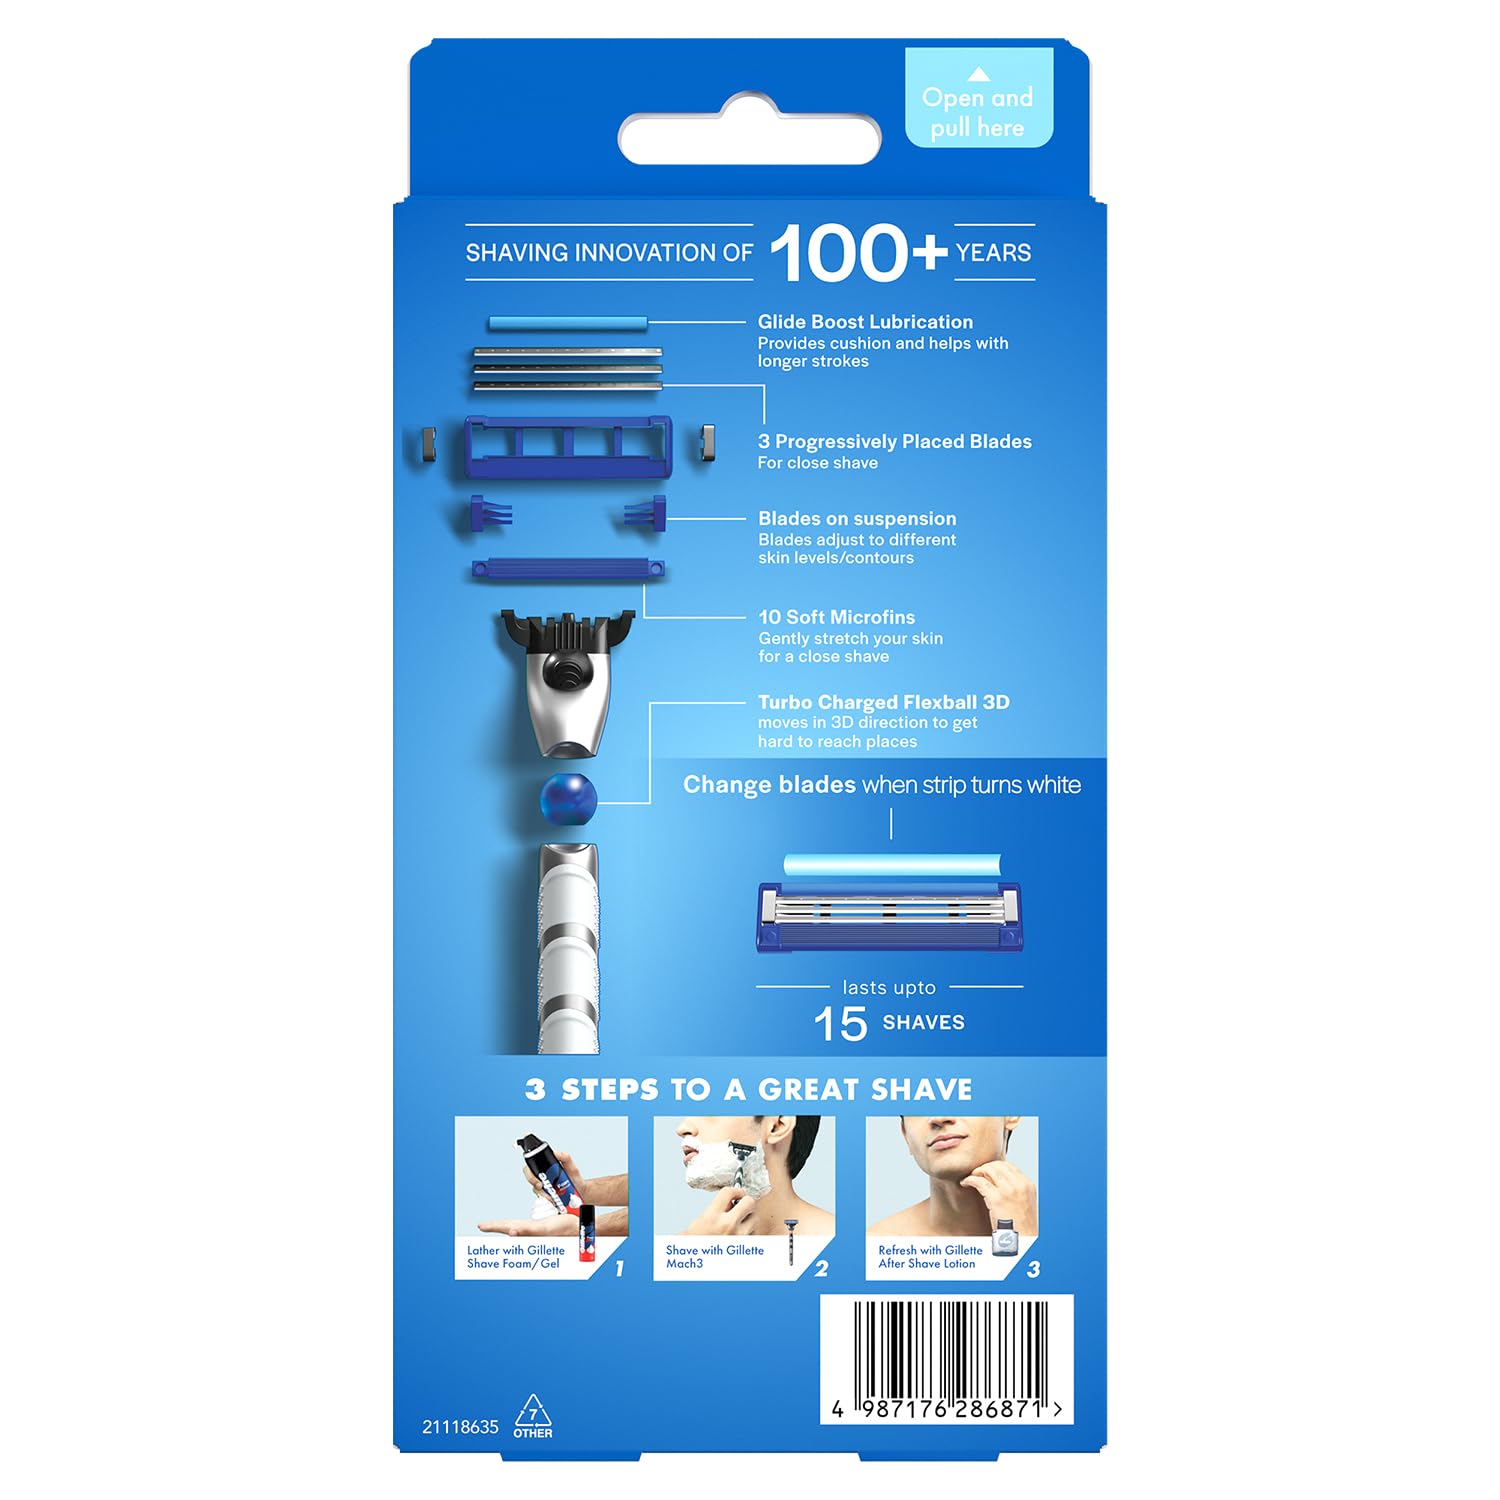 Open and
pull here
SHAVING INNOVATION OF 100+ YEARS
Glide Boost Lubrication
Provides cushion and helps with
longer strokes
3 Progressively Placed Blades
For close shave
Blades on suspension
Blades adjust to different
skin levels/contours
10 Soft Microfins
Gently stretch your skin
for a close shave
Turbo Charged Flexball 3D
moves in 3D direction to get
hard to reach places
Change blades when strip turns white
lasts upto
15 SHAVES
3 STEPS TO A GREAT SHAVE
Lather with Gillette
Shave Foam/Gel
1
Shave with Gillette
Mach3
2
Refresh with Gillette
After Shave Lotion
3
4 987176 286871 >
21118635
7
OTHER